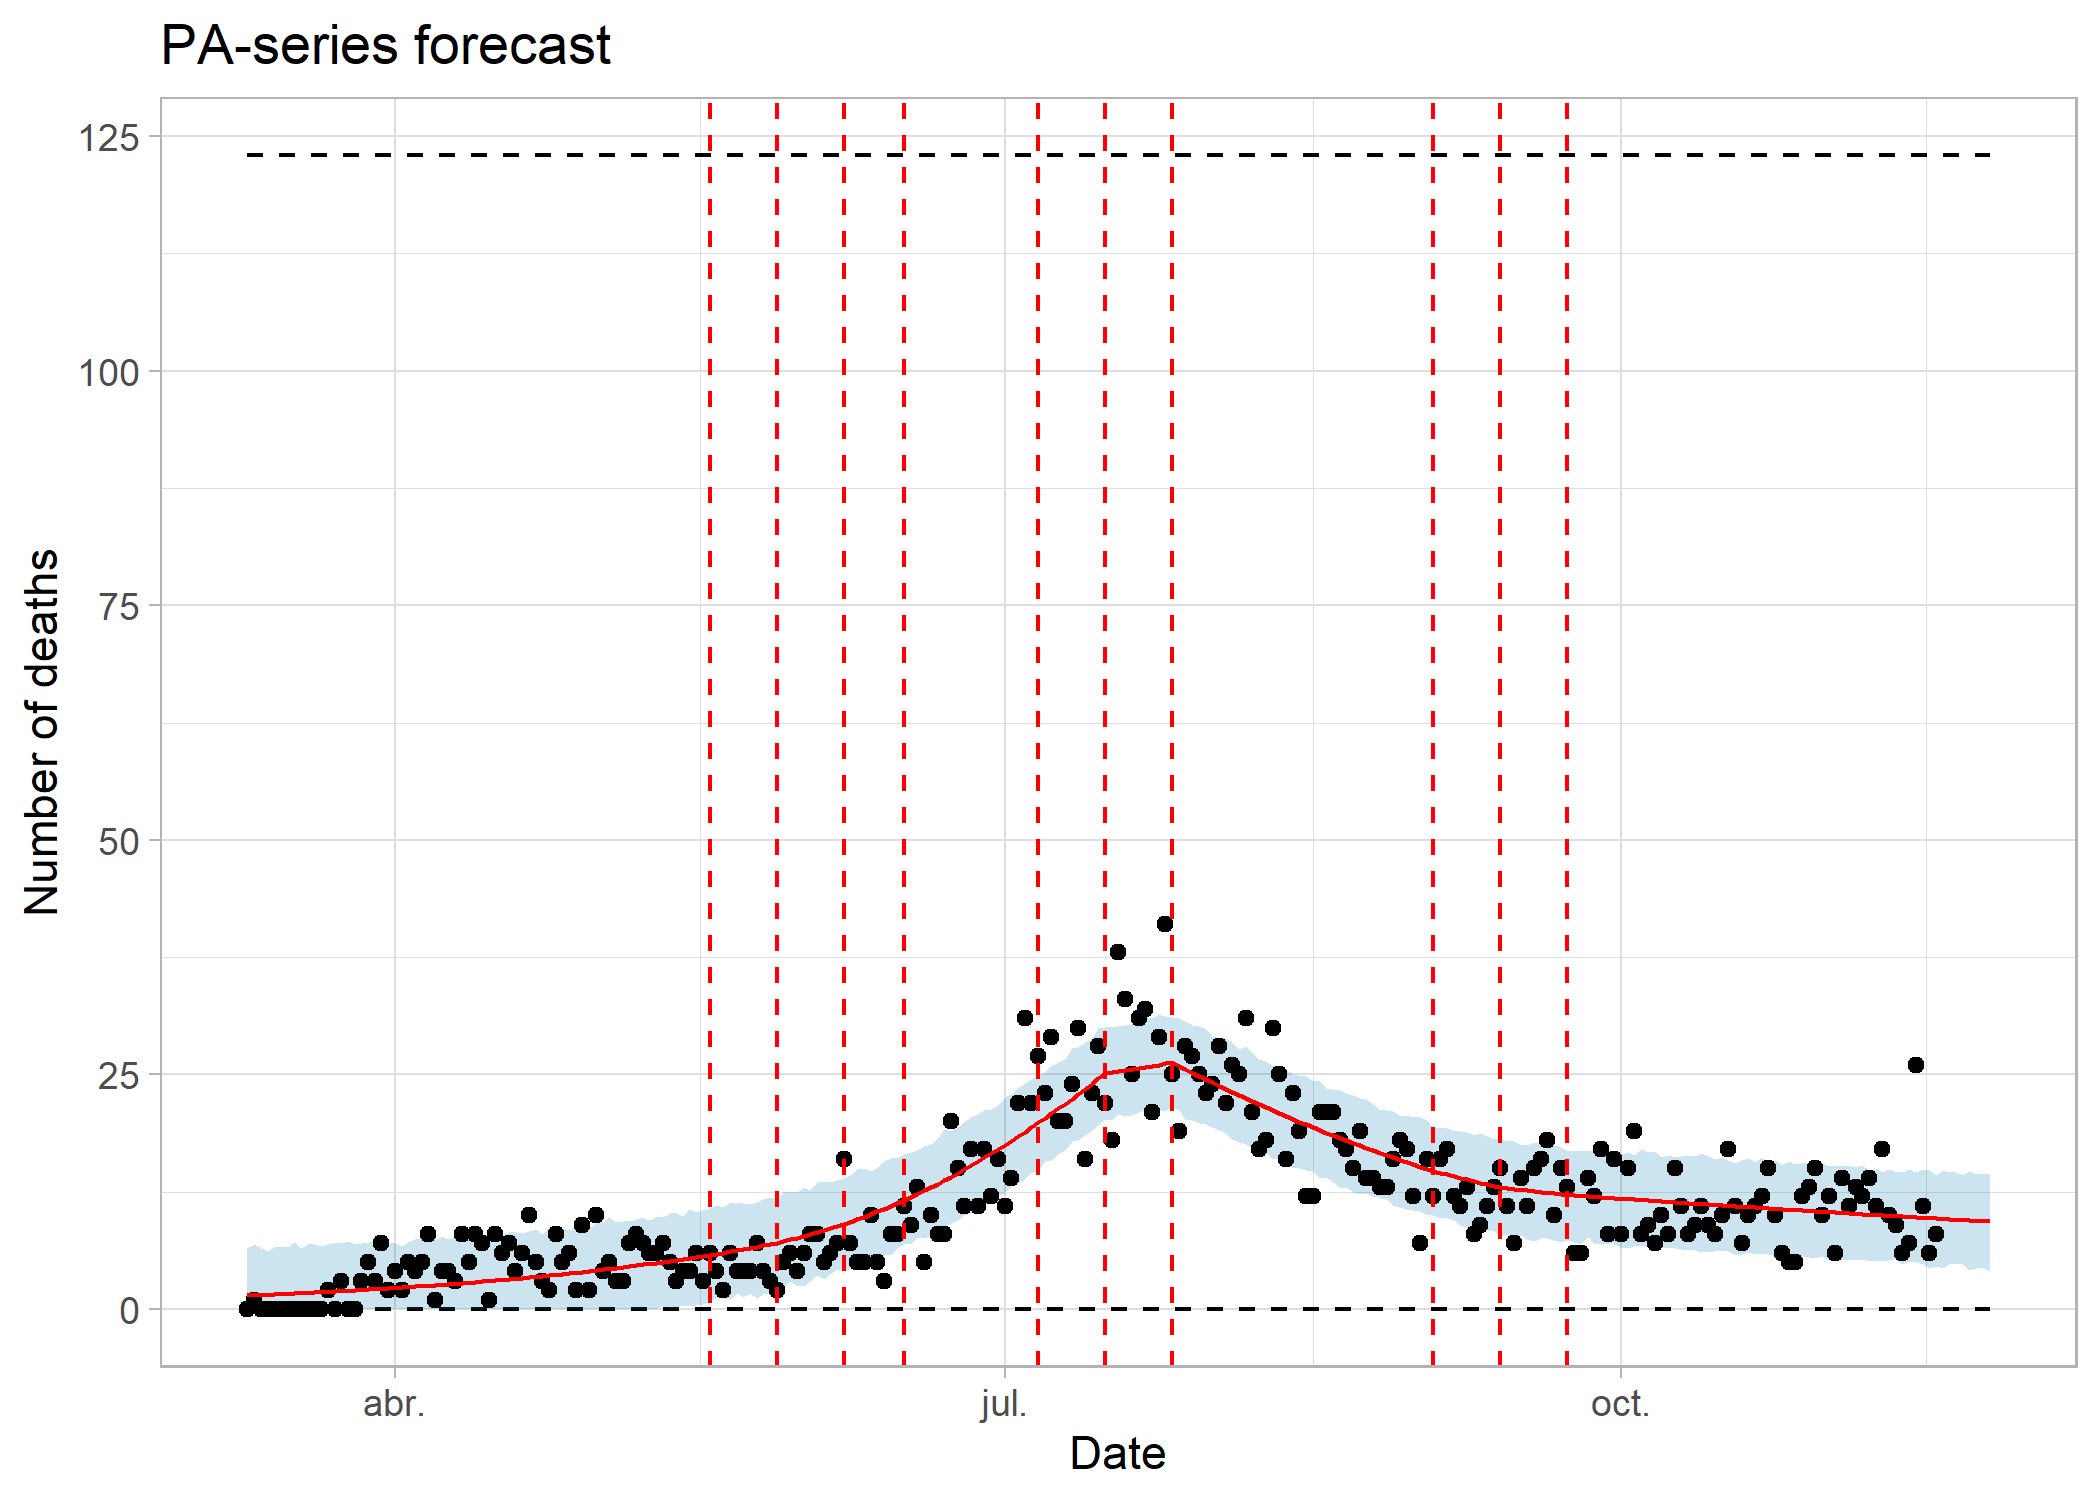 PA-series forecast
125
100
75
50
25
0
Number of deaths
abr.
jul.
oct.
Date